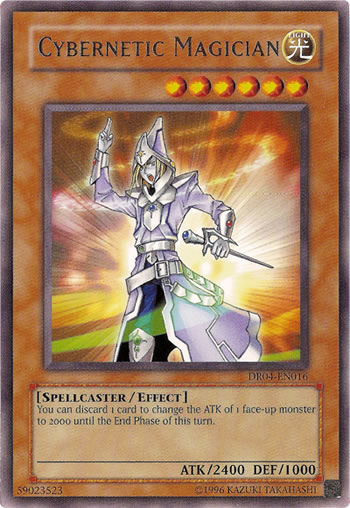 CYBERNETIC MAGICIAN
LIGHT
光
DR04-EN016
[SPELLCASTER / EFFECT]
You can discard 1 card to change the ATK of 1 face-up monster
to 2000 until the End Phase of this turn.
ATK/2400 DEF/1000
59023523
©1996 KAZUKI TAKAHASHI